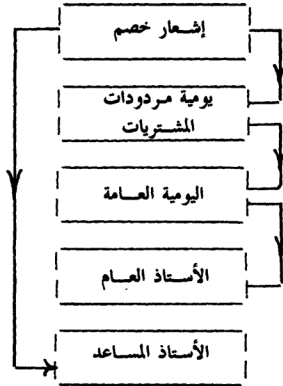 إشعار خصم
يومية مردودات
المشتريات
اليومية العامة
الأستاذ العام
الأستاذ المساعد